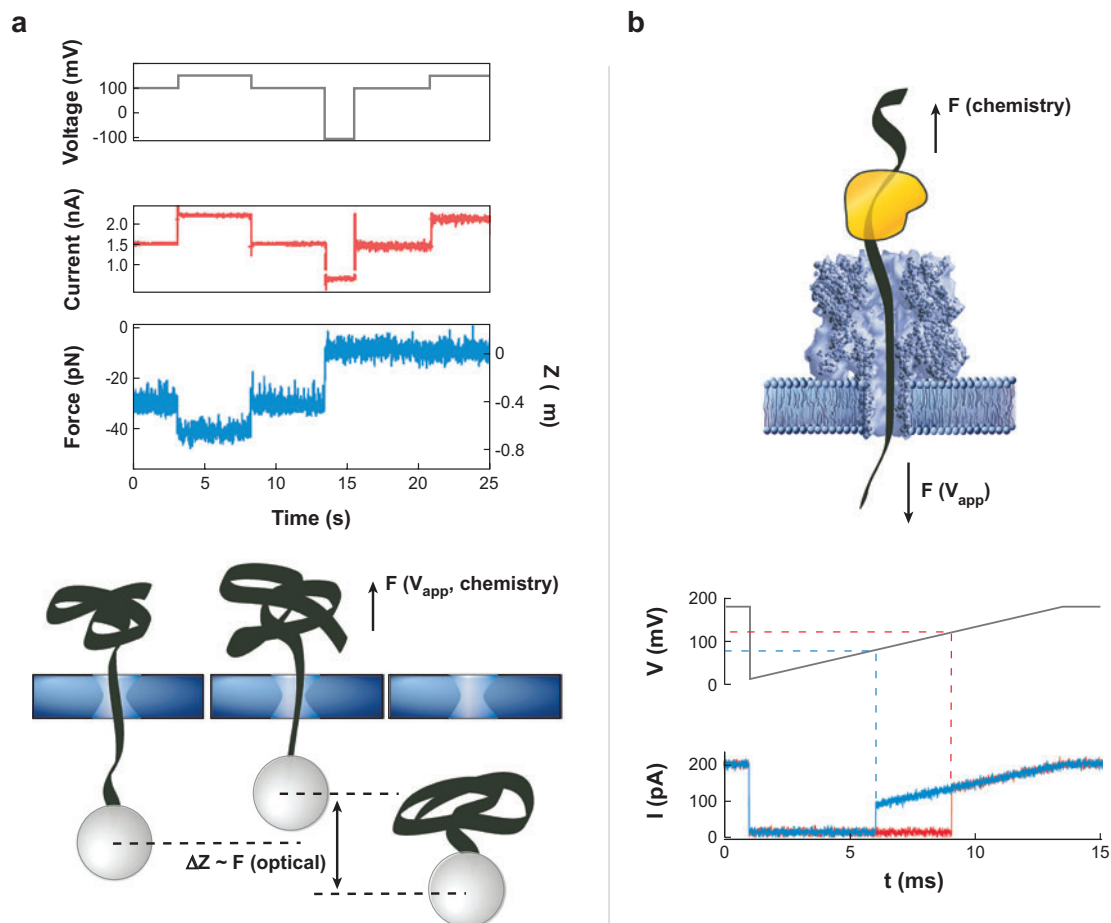 a
Voltage (mV)
100
0
-100
Current (nA)
2.0
1.5
1.0
Force (pN)
0
-20
-40
0
-0.4
-0.8
Z ( m)
0 5 10 15 20 25
Time (s)
F (Vapp, chemistry)
ΔZ ~ F (optical)
b
F (chemistry)
F (Vapp)
V (mV)
200
100
0
I (pA)
200
100
0
0 5 10 15
t (ms)